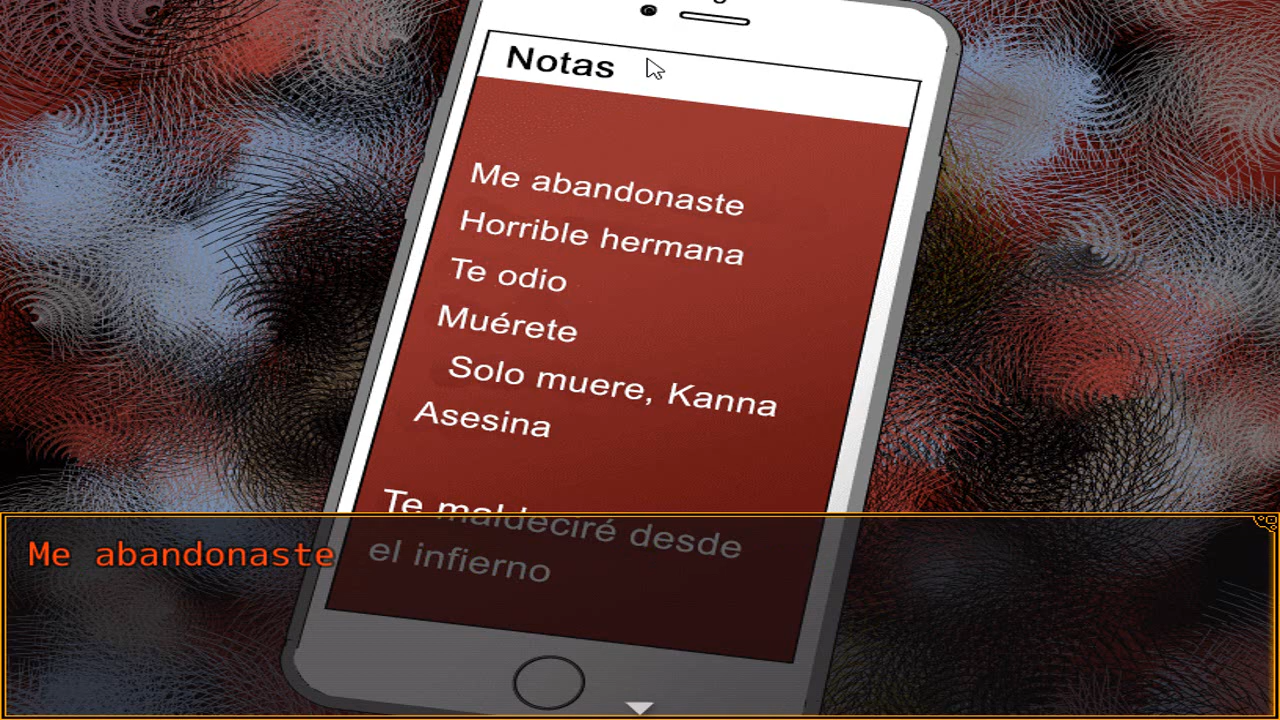 Notas
Me abandonaste
Horrible hermana
Te odio
Muérete
Solo muere, Kanna
Asesina
Te maldeciré desde
el infierno
Me abandonaste